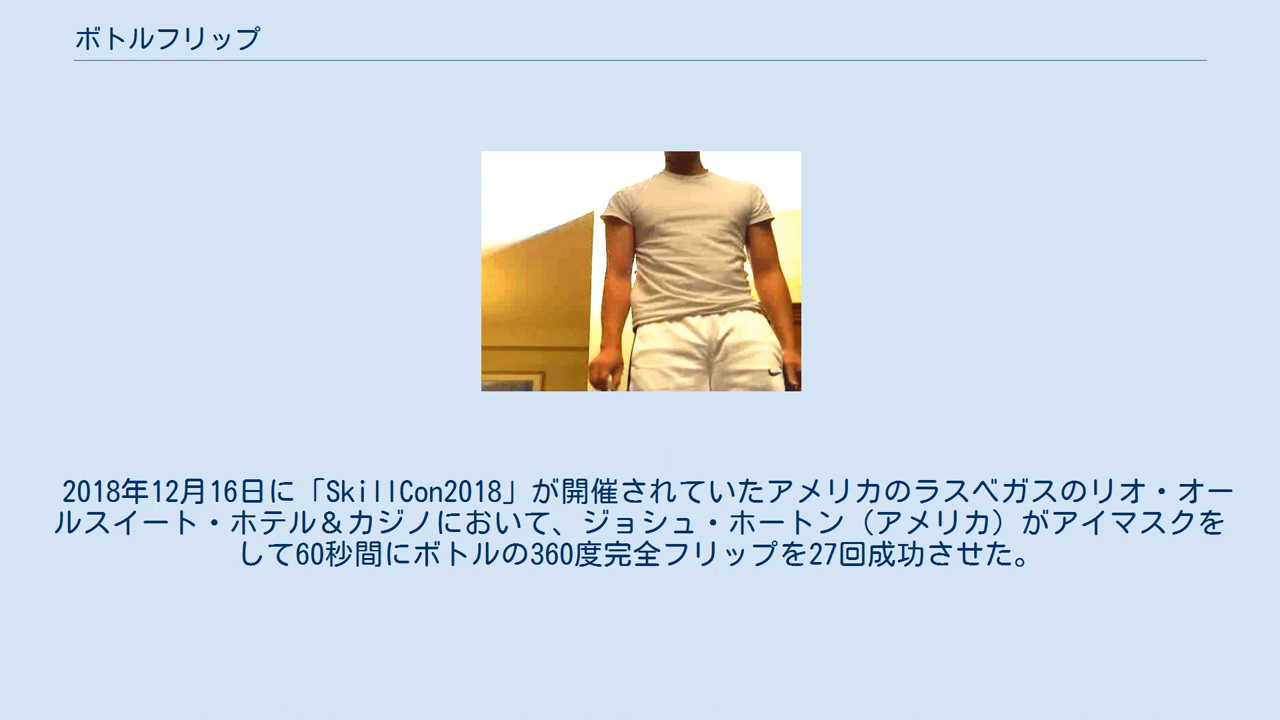 ボトルフリップ
2018年12月16日に「SkillCon2018」が開催されていたアメリカのラスベガスのリオ・オー
ルスイート・ホテル＆カジノにおいて、ジョシュ・ホートン（アメリカ）がアイマスクを
して60秒間にボトルの360度完全フリップを27回成功させた。